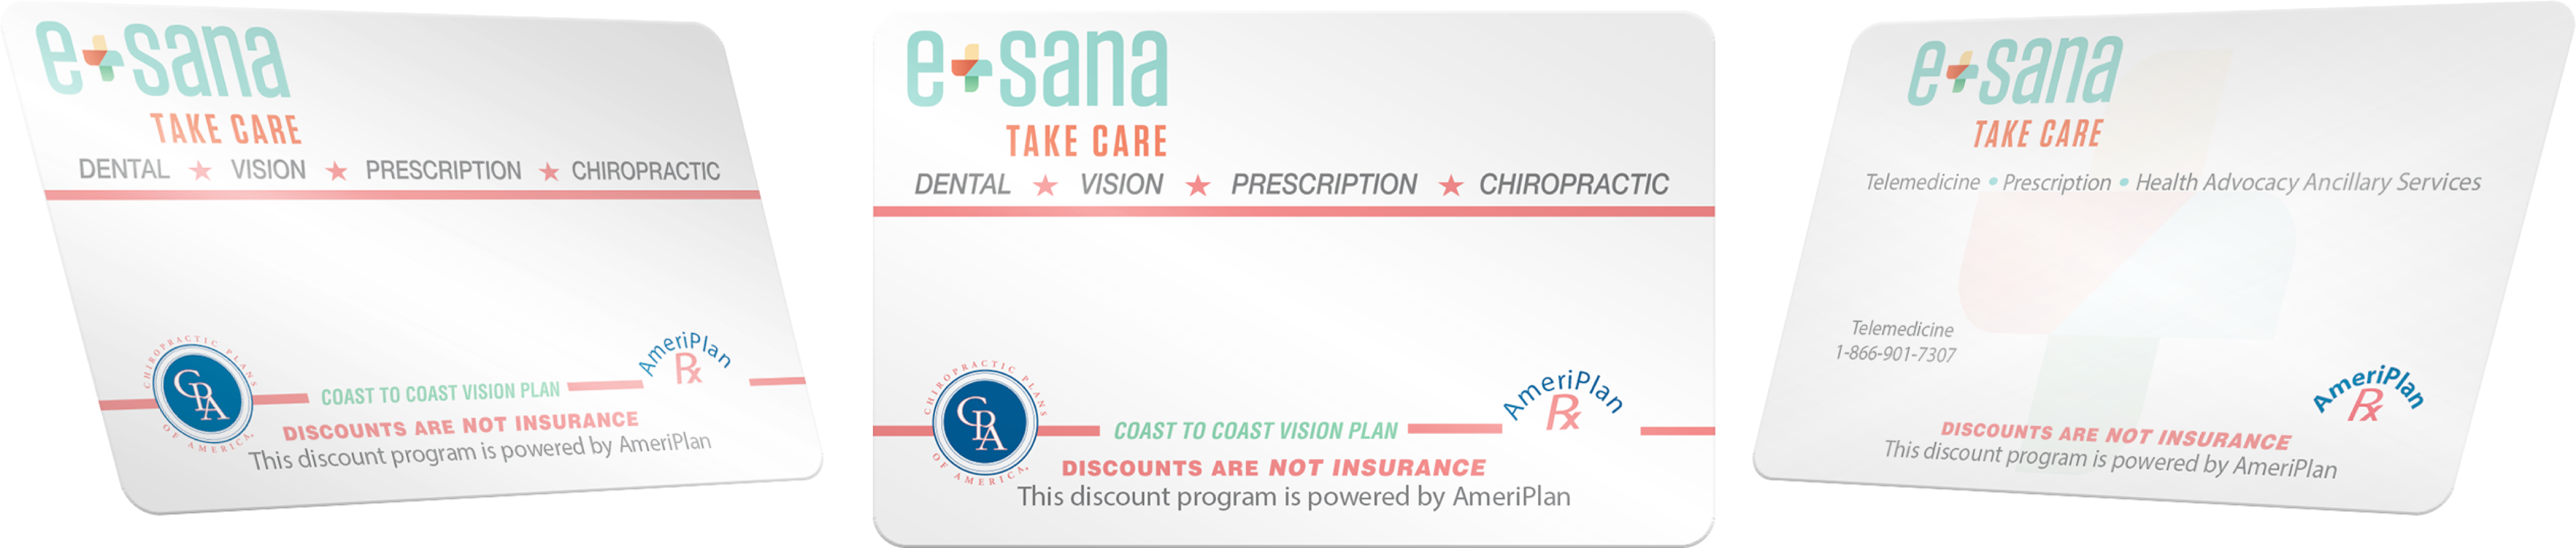 e+sana
TAKE CARE
DENTAL ★ VISION ★ PRESCRIPTION ★ CHIROPRACTIC
CHIROPRACTIC PLANS OF AMERICA,
CPA
COAST TO COAST VISION PLAN
AmeriPlan
Rx
DISCOUNTS ARE NOT INSURANCE
This discount program is powered by AmeriPlan
e+sana
TAKE CARE
DENTAL ★ VISION ★ PRESCRIPTION ★ CHIROPRACTIC
CHIROPRACTIC PLANS OF AMERICA,
CPA
COAST TO COAST VISION PLAN
AmeriPlan
Rx
DISCOUNTS ARE NOT INSURANCE
This discount program is powered by AmeriPlan
e+sana
TAKE CARE
Telemedicine • Prescription • Health Advocacy Ancillary Services
Telemedicine
1-866-901-7307
AmeriPlan
Rx
DISCOUNTS ARE NOT INSURANCE
This discount program is powered by AmeriPlan